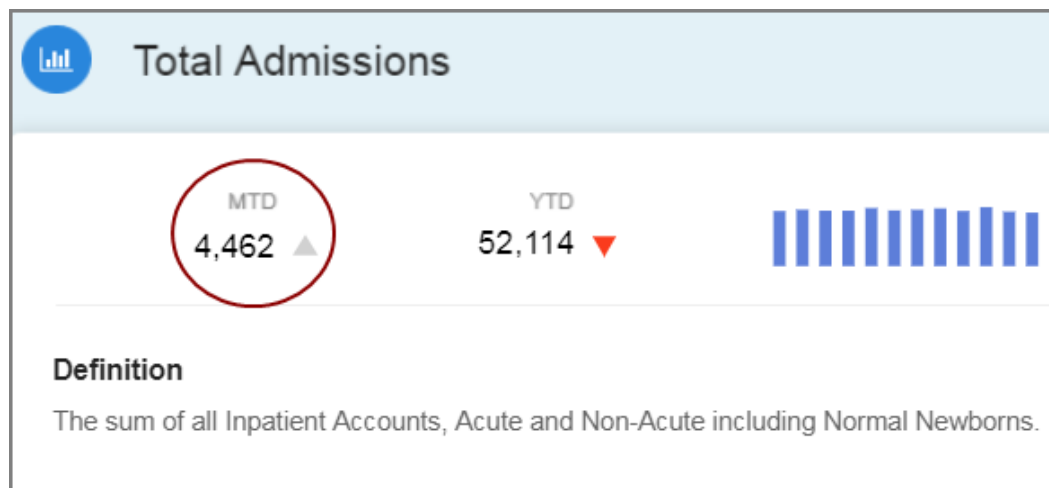 Total Admissions
MTD
4,462
YTD
52,114
Definition
The sum of all Inpatient Accounts, Acute and Non-Acute including Normal Newborns.